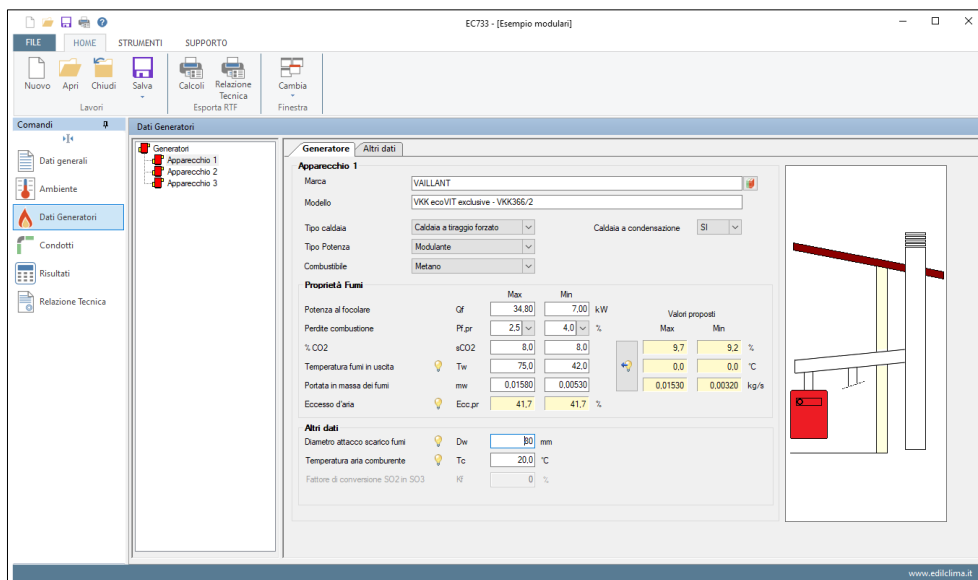 EC733 - [Esempio modulari]
FILE HOME STRUMENTI SUPPORTO
Nuovo Apri Chiudi Salva Calcoli Relazione Tecnica Cambia
Lavori Esporta RTF Finestra
Comandi
Dati generali
Ambiente
Dati Generatori
Condotti
Risultati
Relazione Tecnica
Dati Generatori
Generatori
Apparecchio 1
Apparecchio 2
Apparecchio 3
Generatore Altri dati
Apparecchio 1
Marca VAILLANT
Modello VKK ecoVIT exclusive - VKK366/2
Tipo caldaia Caldaia a tiraggio forzato Caldaia a condensazione SI
Tipo Potenza Modulante
Combustibile Metano
Proprietà Fumi
Max Min
Potenza al focolare Qf 34,80 7,00 kW Valori proposti
Perdite combustione Pf,pr 2,5 4,0 % Max Min
% CO2 sCO2 8,0 8,0 9,7 9,2 %
Temperatura fumi in uscita Tw 75,0 42,0 0,0 0,0 °C
Portata in massa dei fumi mw 0,01580 0,00530 0,01530 0,00320 kg/s
Eccesso d'aria Ecc,pr 41,7 41,7 %
Altri dati
Diametro attacco scarico fumi Dw 80 mm
Temperatura aria comburente Tc 20,0 °C
Fattore di conversione SO2 in SO3 Kf 0 %
www.edilclima.it